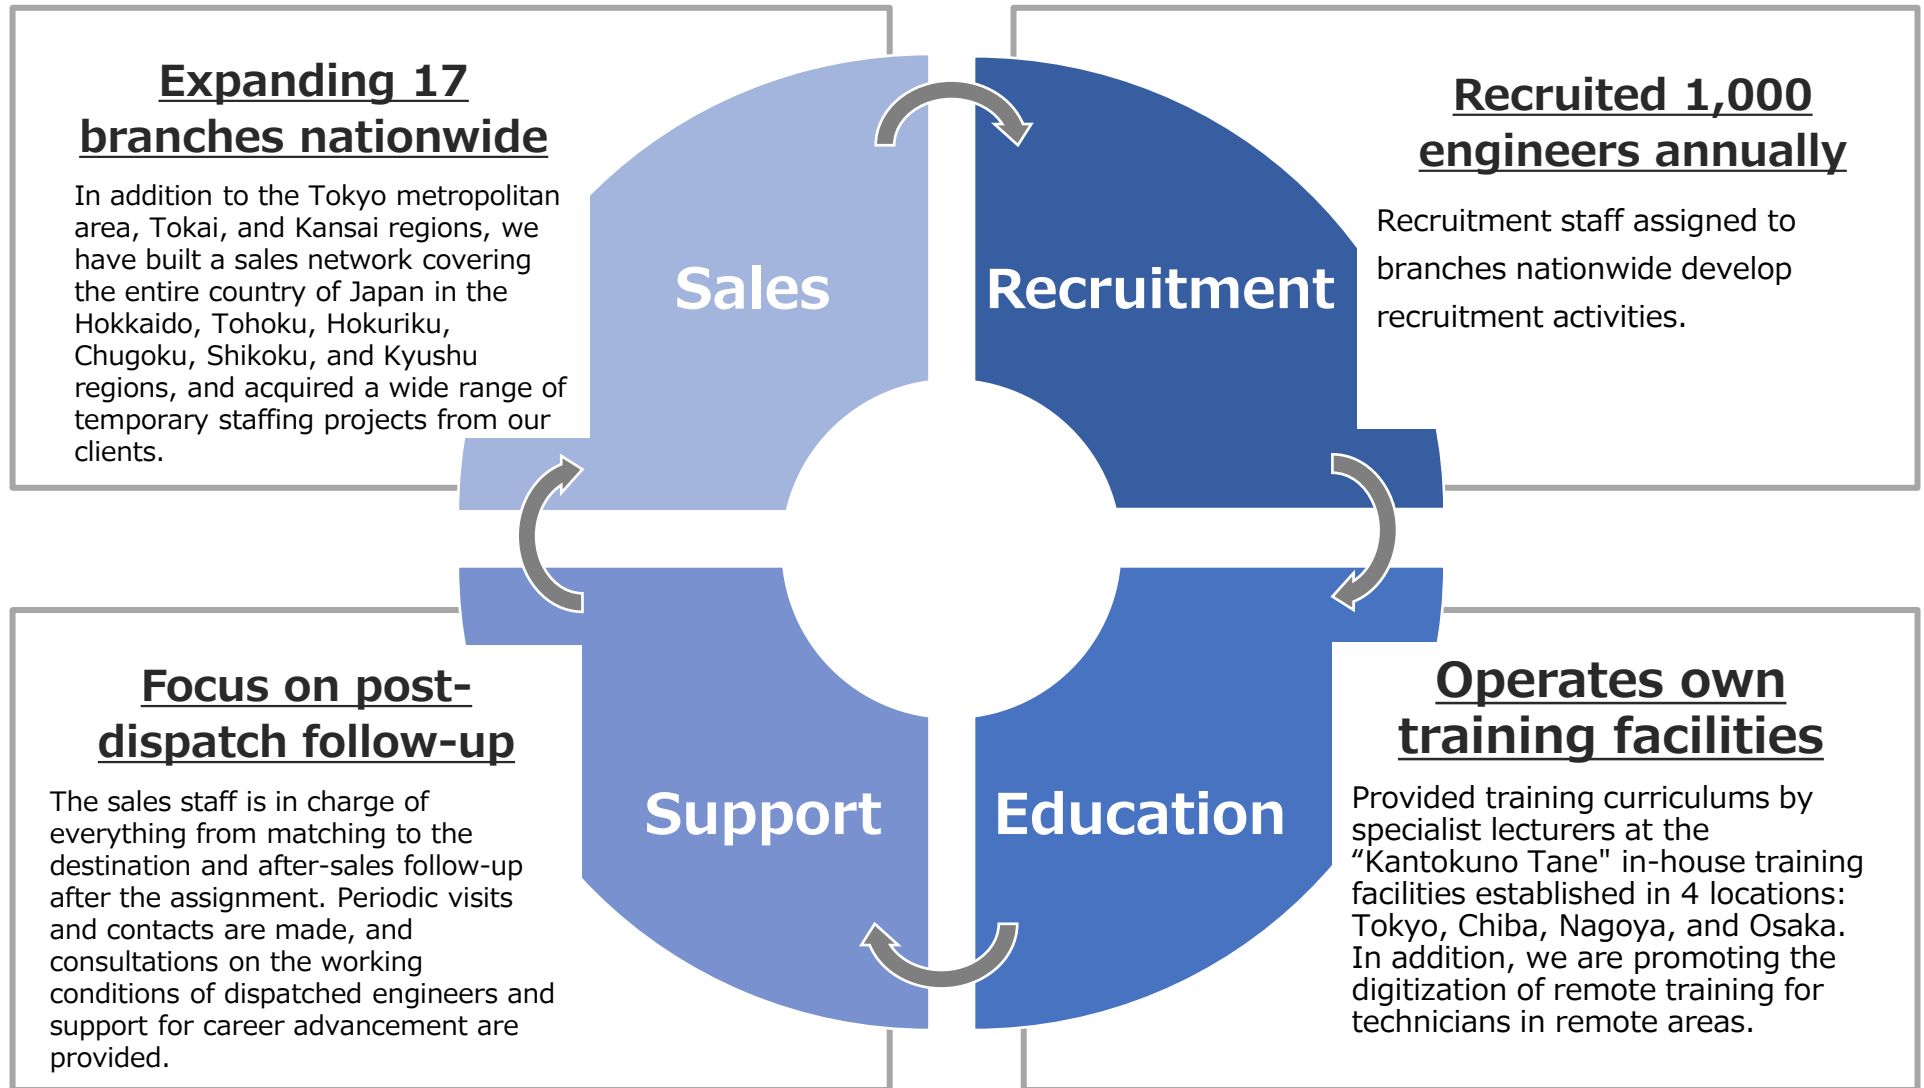 Expanding 17
branches nationwide
In addition to the Tokyo metropolitan
area, Tokai, and Kansai regions, we
have built a sales network covering
the entire country of Japan in the
Hokkaido, Tohoku, Hokuriku,
Chugoku, Shikoku, and Kyushu
regions, and acquired a wide range of
temporary staffing projects from our
clients.
Sales
Recruitment
Recruited 1,000
engineers annually
Recruitment staff assigned to
branches nationwide develop
recruitment activities.
Focus on post-
dispatch follow-up
The sales staff is in charge of
everything from matching to the
destination and after-sales follow-up
after the assignment. Periodic visits
and contacts are made, and
consultations on the working
conditions of dispatched engineers and
support for career advancement are
provided.
Support
Education
Operates own
training facilities
Provided training curriculums by
specialist lecturers at the
“Kantokuno Tane" in-house training
facilities established in 4 locations:
Tokyo, Chiba, Nagoya, and Osaka.
In addition, we are promoting the
digitization of remote training for
technicians in remote areas.